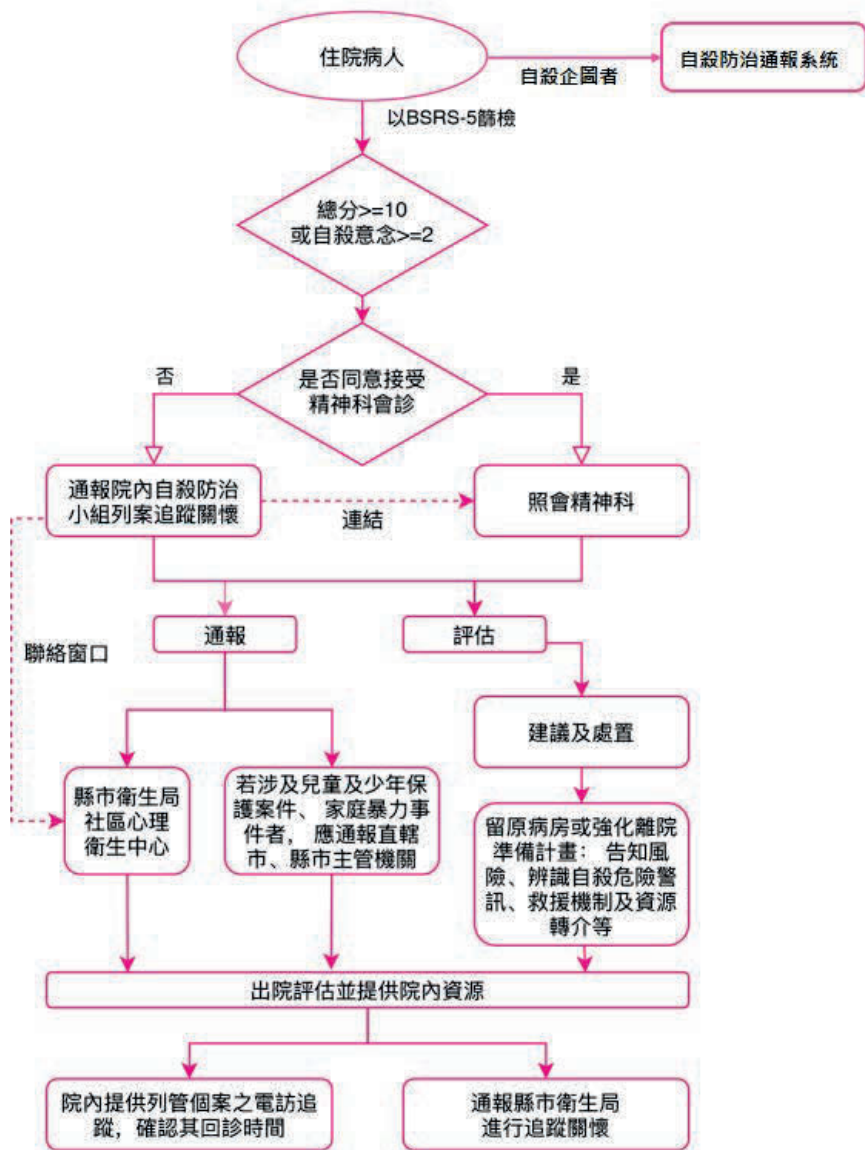 住院病人
自殺企圖者
自殺防治通報系統
以BSRS-5篩檢
總分>=10
或自殺意念>=2
是否同意接受
精神科會診
否
是
通報院內自殺防治
小組列案追蹤關懷
連結
照會精神科
聯絡窗口
通報
評估
建議及處置
縣市衛生局
社區心理
衛生中心
若涉及兒童及少年保
護案件、家庭暴力事
件者，應通報直轄
市、縣市主管機關
留原病房或強化離院
準備計畫：告知風
險、辨識自殺危險警
訊、救援機制及資源
轉介等
出院評估並提供院內資源
院內提供列管個案之電訪追
蹤，確認其回診時間
通報縣市衛生局
進行追蹤關懷